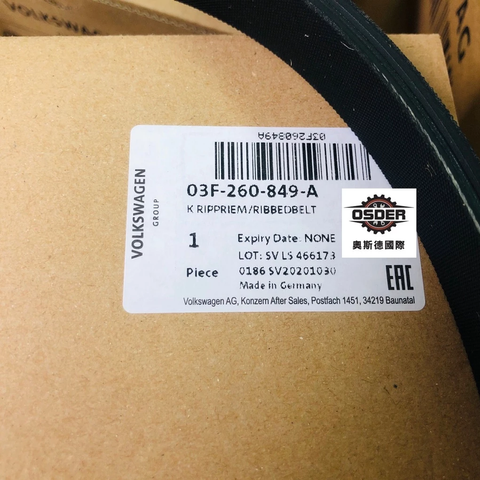 VOLKSWAGEN
AG
03F260849A
VOLKSWAGEN
GROUP
03F-260-849-A
K RIPPRIEM/RIBBEDBELT
1
Piece
Expiry Date: NONE
LOT: SV LS 466173
0186 SV20201030
Made in Germany
EAC
Volkswagen AG, Konzern After Sales, Postfach 1451, 34219 Baunatal
OSDER
奧斯德國際